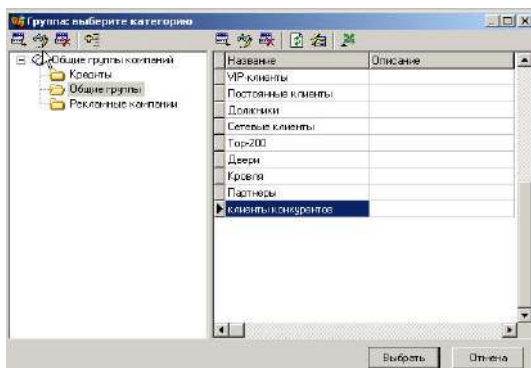 Группа: выберите категорию
Общие группы компаний
Кредиты
Общие группы
Рекламные кампании
Название Описание
VIP-клиенты
Постоянные клиенты
Должники
Сетевые клиенты
Top-200
Двери
Кровля
Партнеры
клиенты конкурентов
Выбрать Отмена